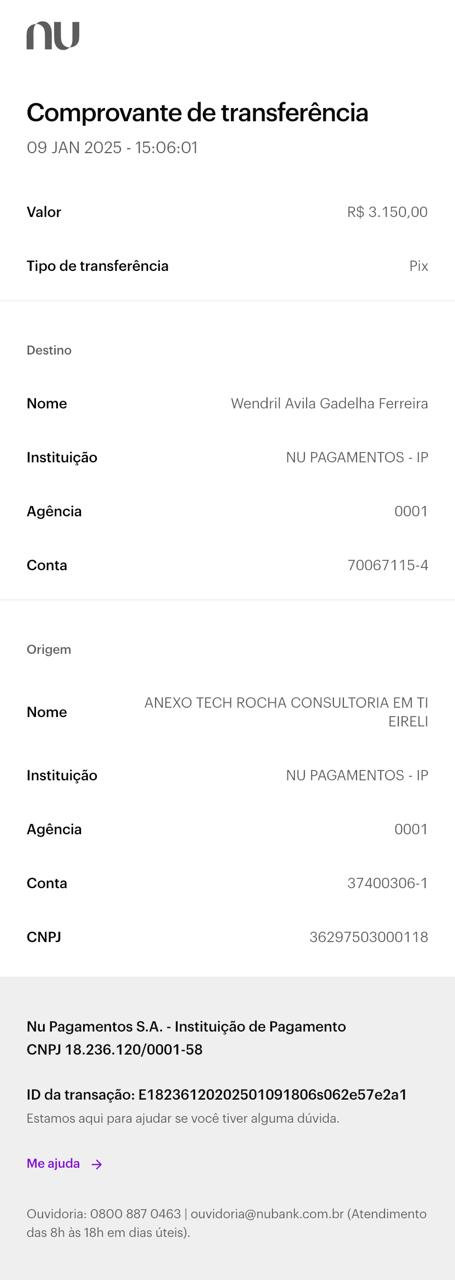 nu
Comprovante de transferência
09 JAN 2025 - 15:06:01
Valor R$ 3.150,00
Tipo de transferência Pix
Destino
Nome Wendril Avila Gadelha Ferreira
Instituição NU PAGAMENTOS - IP
Agência 0001
Conta 70067115-4
Origem
Nome ANEXO TECH ROCHA CONSULTORIA EM TI
EIRELI
Instituição NU PAGAMENTOS - IP
Agência 0001
Conta 37400306-1
CNPJ 36297503000118
Nu Pagamentos S.A. - Instituição de Pagamento
CNPJ 18.236.120/0001-58
ID da transação: E18236120202501091806s062e57e2a1
Estamos aqui para ajudar se você tiver alguma dúvida.
Me ajuda →
Ouvidoria: 0800 887 0463 | ouvidoria@nubank.com.br (Atendimento
das 8h às 18h em dias úteis).